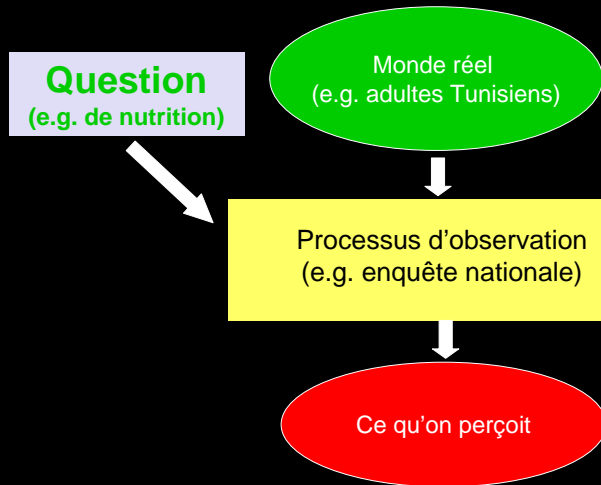 Question
(e.g. de nutrition)
Monde réel
(e.g. adultes Tunisiens)
Processus d'observation
(e.g. enquête nationale)
Ce qu'on perçoit